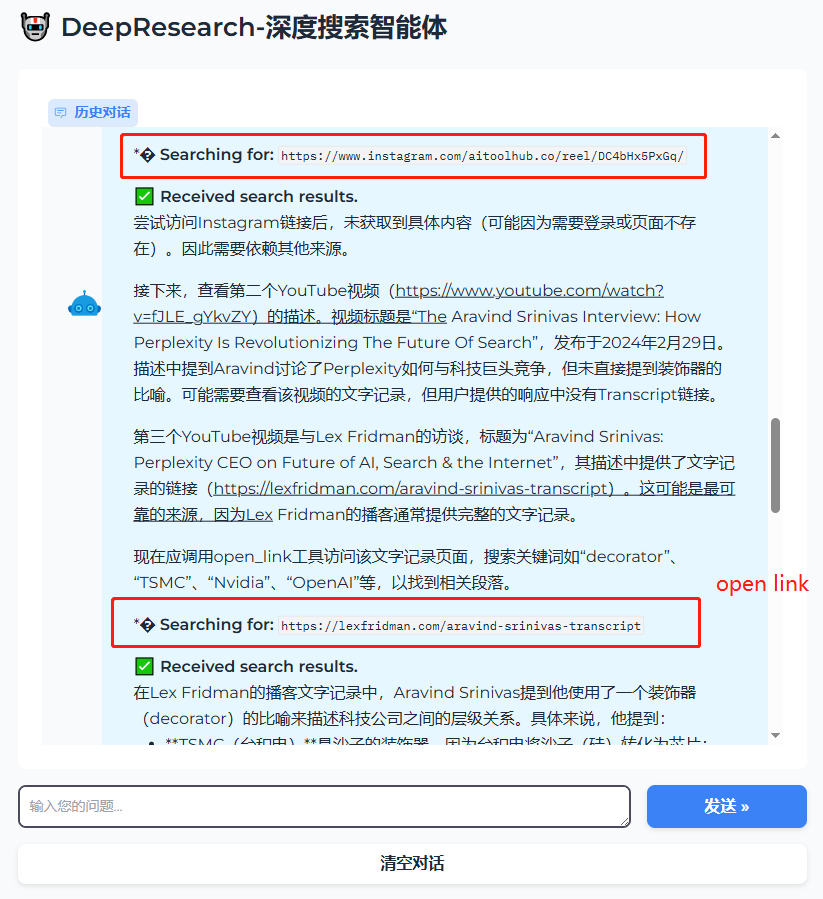 DeepResearch-深度搜索智能体
历史对话
*� Searching for: https://www.instagram.com/aitoolhub.co/reel/DC4bHx5PxGq/
✅ Received search results.
尝试访问Instagram链接后，未获取到具体内容（可能因为需要登录或页面不存
在）。因此需要依赖其他来源。
接下来，查看第二个YouTube视频（https://www.youtube.com/watch?
v=fJLE_gYkvZY）的描述。视频标题是“The Aravind Srinivas Interview: How
Perplexity Is Revolutionizing The Future Of Search”，发布于2024年2月29日。
描述中提到Aravind讨论了Perplexity如何与科技巨头竞争，但未直接提到装饰器的
比喻。可能需要查看该视频的文字记录，但用户提供的响应中没有Transcript链接。
第三个YouTube视频是与Lex Fridman的访谈，标题为“Aravind Srinivas:
Perplexity CEO on Future of AI, Search & the Internet”，其描述中提供了文字记
录的链接（https://lexfridman.com/aravind-srinivas-transcript）。这可能是最可
靠的来源，因为Lex Fridman的播客通常提供完整的文字记录。
现在应调用open_link工具访问该文字记录页面，搜索关键词如“decorator”、
“TSMC”、“Nvidia”、“OpenAI”等，以找到相关段落。
open link
*� Searching for: https://lexfridman.com/aravind-srinivas-transcript
✅ Received search results.
在Lex Fridman的播客文字记录中，Aravind Srinivas提到他使用了一个装饰器
（decorator）的比喻来描述科技公司之间的层级关系。具体来说，他提到：
• **TSMC（台积电）**是沙子的装饰器，因为台积电将沙子（硅）转化为芯片；
输入您的问题...
发送 »
清空对话